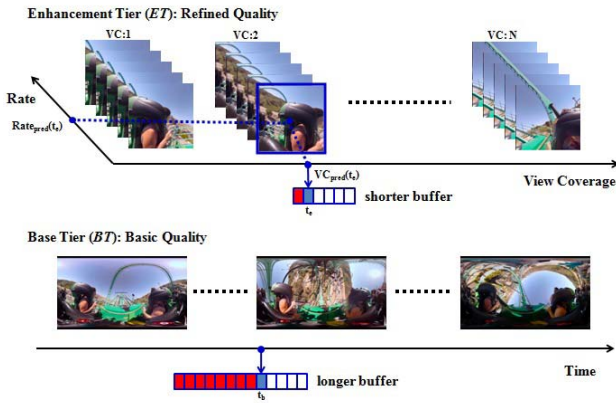 Enhancement Tier (ET): Refined Quality
VC:1
VC:2
VC: N
Rate
Rate_pred(t_e)
VC_pred(t_e)
View Coverage
shorter buffer
t_e
Base Tier (BT): Basic Quality
Time
longer buffer
t_b